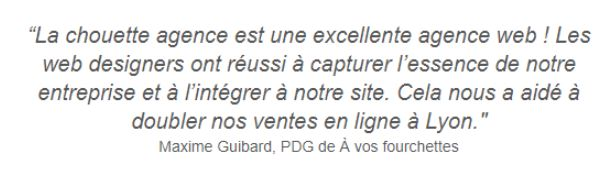 “La chouette agence est une excellente agence web ! Les
web designers ont réussi à capturer l’essence de notre
entreprise et à l’intégrer à notre site. Cela nous a aidé à
doubler nos ventes en ligne à Lyon."
Maxime Guibard, PDG de À vos fourchettes